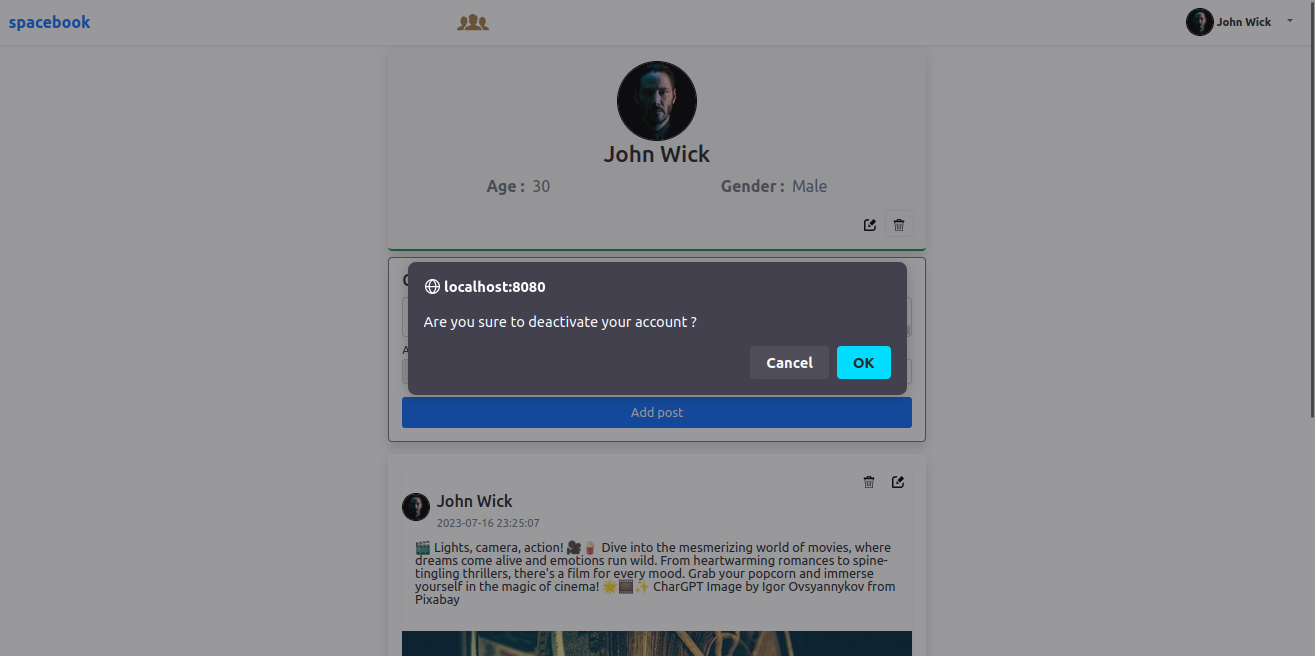 spacebook
John Wick
John Wick
Age : 30
Gender : Male
localhost:8080
Are you sure to deactivate your account ?
Cancel
OK
Add post
John Wick
2023-07-16 23:25:07
🎬 Lights, camera, action! 🎥🍿 Dive into the mesmerizing world of movies, where
dreams come alive and emotions run wild. From heartwarming romances to spine-
tingling thrillers, there's a film for every mood. Grab your popcorn and immerse
yourself in the magic of cinema! 🌟🎞️✨ CharGPT Image by Igor Ovsyannykov from
Pixabay